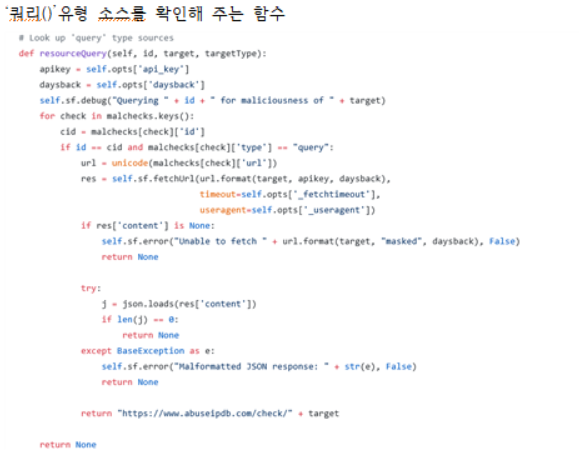 '쿼리()'유형 소스를 확인해 주는 함수
# Look up 'query' type sources
def resourceQuery(self, id, target, targetType):
    apikey = self.opts['api_key']
    daysback = self.opts['daysback']
    self.sf.debug("Querying " + id + " for maliciousness of " + target)
    for check in malchecks.keys():
        cid = malchecks[check]['id']
        if id == cid and malchecks[check]['type'] == "query":
            url = unicode(malchecks[check]['url'])
            res = self.sf.fetchUrl(url.format(target, apikey, daysback),
                                   timeout=self.opts['_fetchtimeout'],
                                   useragent=self.opts['_useragent'])
            if res['content'] is None:
                self.sf.error("Unable to fetch " + url.format(target, "masked", daysback), False)
                return None
            try:
                j = json.loads(res['content'])
                if len(j) == 0:
                    return None
            except BaseException as e:
                self.sf.error("Malformatted JSON response: " + str(e), False)
                return None
            return "https://www.abuseipdb.com/check/" + target
    return None